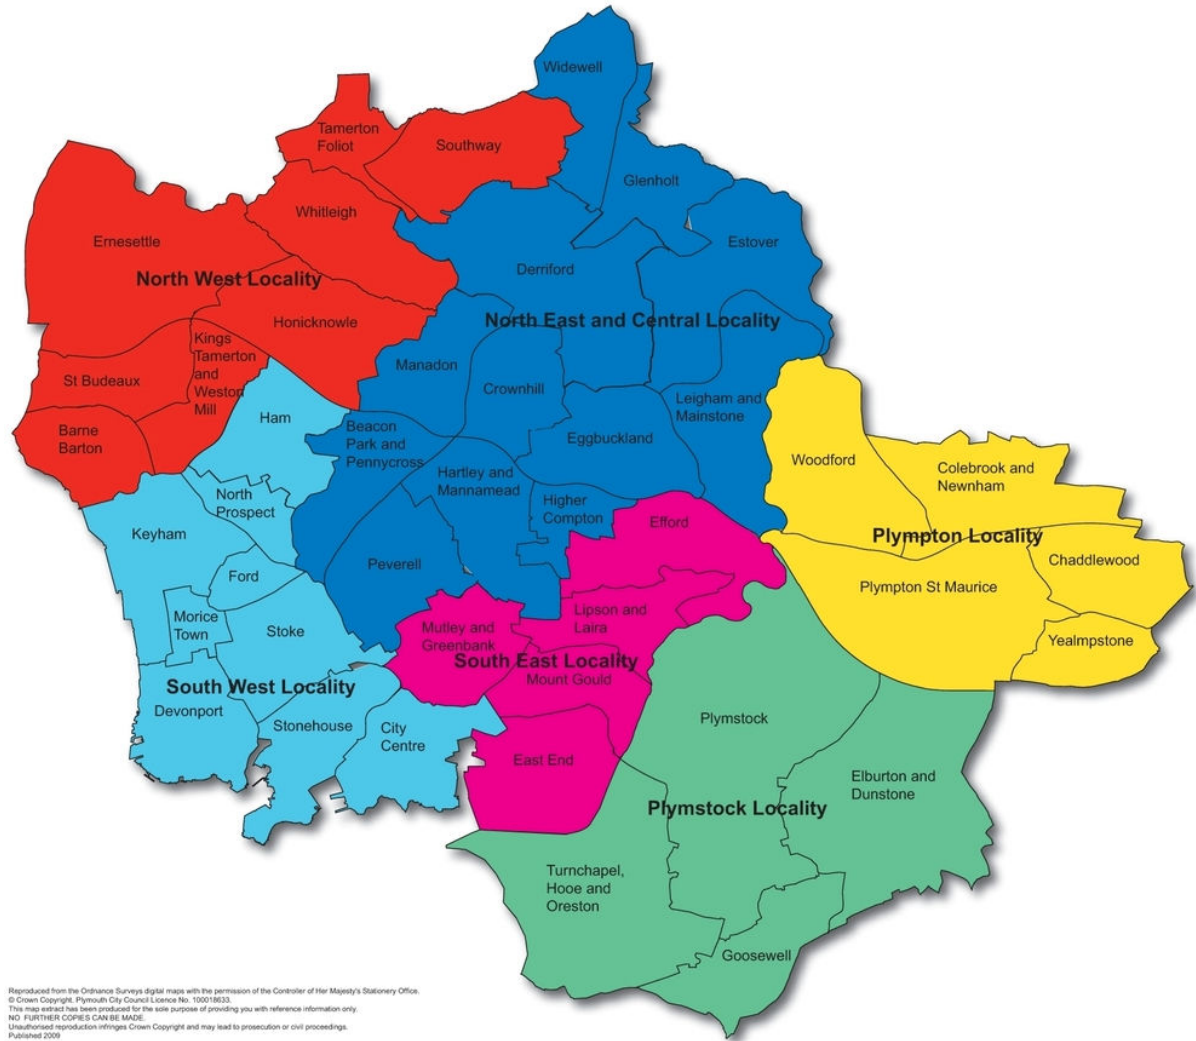 Widewell
Tamerton
Foliot
Southway
Glenholt
Whitleigh
Ernesettle
Estover
Derriford
North West Locality
Honicknowle
North East and Central Locality
Kings
Tamerton
and
Weston
Mill
St Budeaux
Manadon
Crownhill
Leigham and
Mainstone
Ham
Barne
Barton
Beacon
Park and
Pennycross
Eggbuckland
Woodford
Colebrook and
Newnham
Hartley and
Mannamead
North
Prospect
Higher
Compton
Efford
Keyham
Plympton Locality
Chaddlewood
Peverell
Ford
Plympton St Maurice
Morice
Town
Stoke
Lipson and
Laira
Mutley and
Greenbank
Yealmpstone
South East Locality
Mount Gould
South West Locality
Devonport
Stonehouse
City
Centre
Plymstock
East End
Elburton and
Dunstone
Plymstock Locality
Turnchapel,
Hooe and
Oreston
Goosewell
Reproduced from the Ordnance Surveys digital maps with the permission of the Controller of Her Majesty's Stationery Office.
© Crown Copyright. Plymouth City Council Licence No. 100018633.
This map extract has been produced for the sole purpose of providing you with reference information only.
NO FURTHER COPIES CAN BE MADE.
Unauthorised reproduction infringes Crown Copyright and may lead to prosecution or civil proceedings.
Published 2009